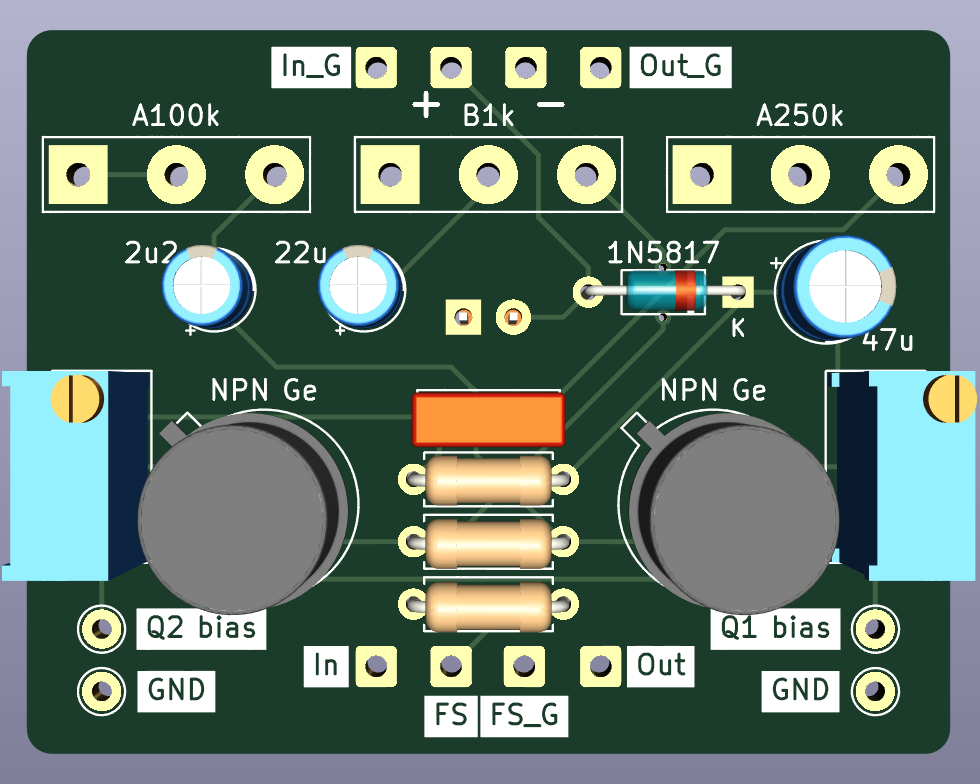 In_G
Out_G
+
−
A100k
B1k
A250k
2u2
22u
1N5817
+
+
+
K
47u
NPN Ge
NPN Ge
Q2 bias
Q1 bias
In
Out
GND
GND
FS
FS_G